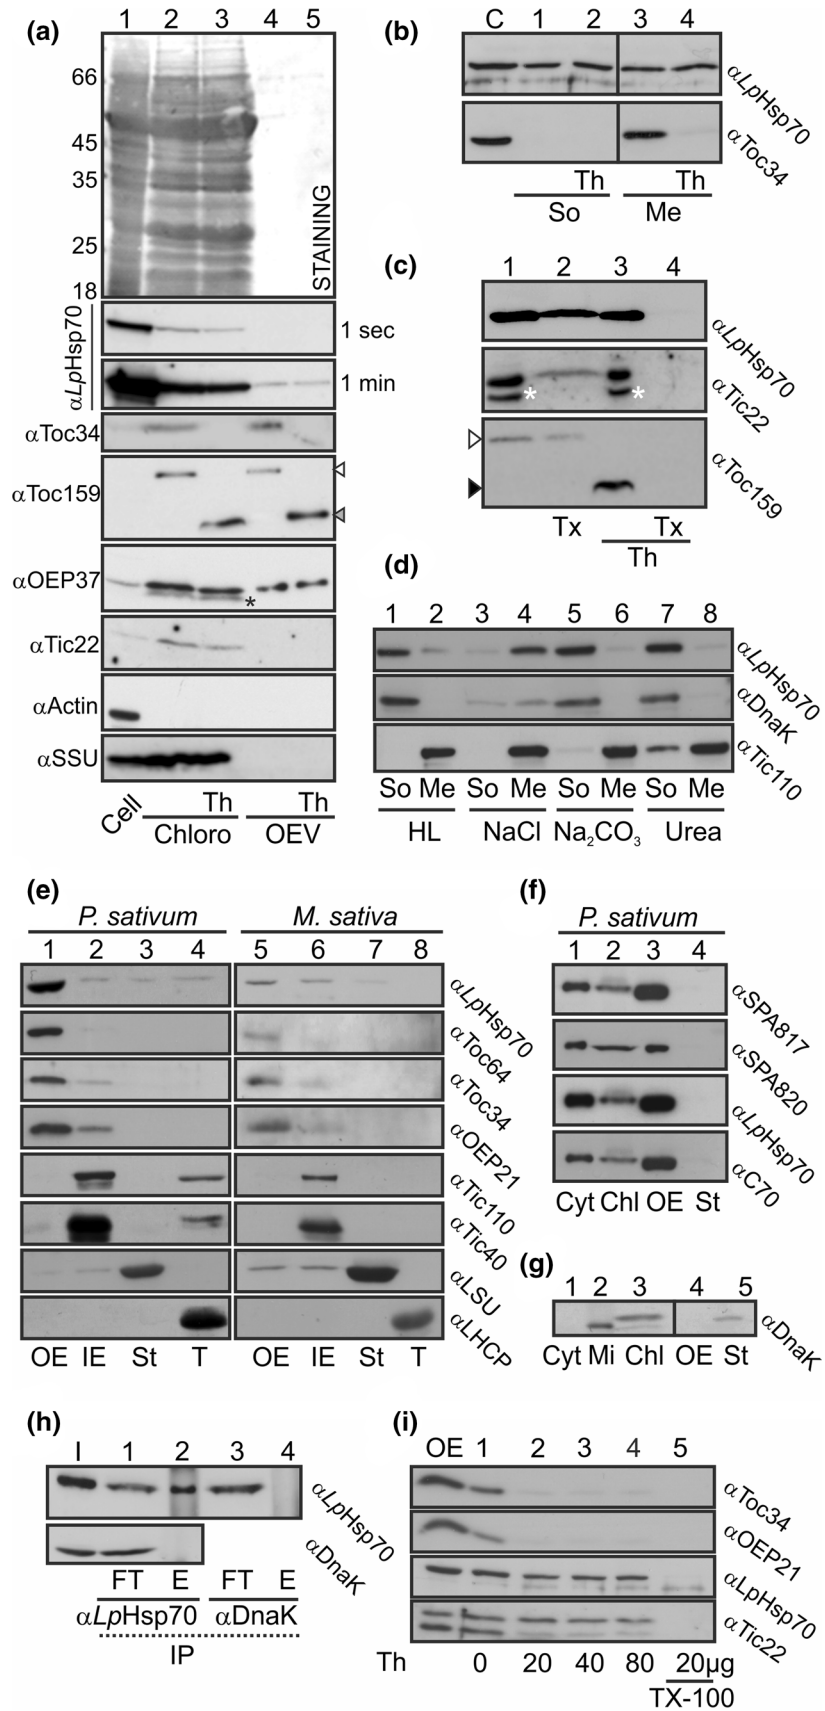 (a)
1 2 3 4 5
66
45
35
25
18
STAINING
αLpHsp70
1 sec
1 min
αToc34
αToc159
αOEP37
*
αTic22
αActin
αSSU
Cell
Th Th
Chloro OEV
(b)
C 1 2 3 4
αLpHsp70
αToc34
Th Th
So Me
(c)
1 2 3 4
αLpHsp70
* *
αTic22
αToc159
Tx Tx
Th
(d)
1 2 3 4 5 6 7 8
αLpHsp70
αDnaK
αTic110
So Me So Me So Me So Me
HL NaCl Na₂CO₃ Urea
(e)
P. sativum M. sativa
1 2 3 4 5 6 7 8
αLpHsp70
αToc64
αToc34
αOEP21
αTic110
αTic40
αLSU
αLHCP
OE IE St T OE IE St T
(f)
P. sativum
1 2 3 4
αSPA817
αSPA820
αLpHsp70
αC70
Cyt Chl OE St
(g)
1 2 3 4 5
αDnaK
Cyt Mi Chl OE St
(h)
I 1 2 3 4
αLpHsp70
αDnaK
FT E FT E
αLpHsp70 αDnaK
IP
(i)
OE 1 2 3 4 5
αToc34
αOEP21
αLpHsp70
αTic22
Th 0 20 40 80 20µg
TX-100